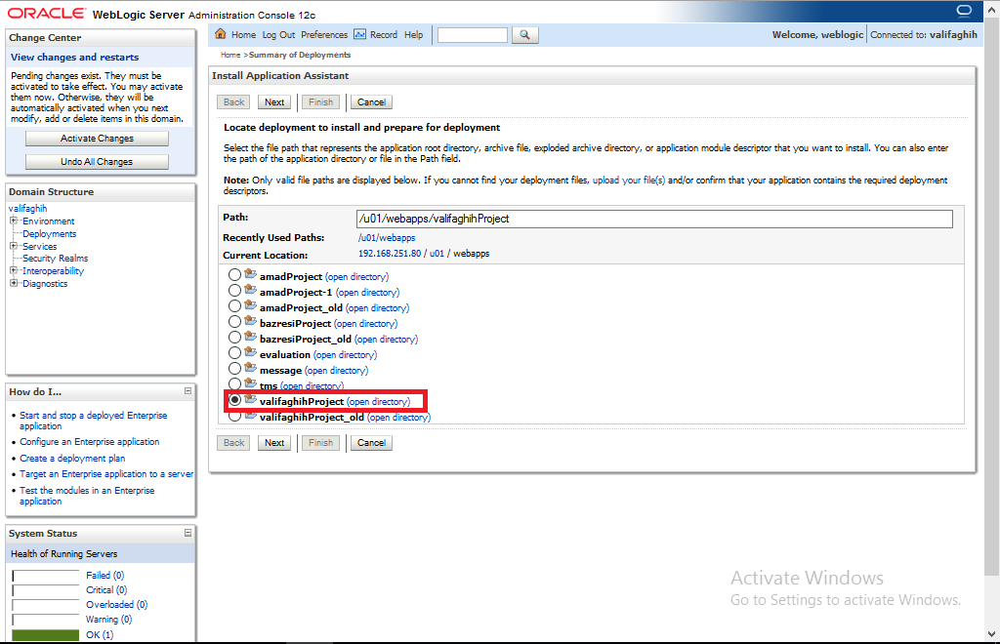 ORACLE® WebLogic Server Administration Console 12c
Change Center
View changes and restarts
Pending changes exist. They must be
activated to take effect. You may activate
them now. Otherwise, they will be
automatically activated when you next
modify, add or delete items in this domain.
Activate Changes
Undo All Changes
Domain Structure
valifaghih
Environment
Deployments
Services
Security Realms
Interoperability
Diagnostics
How do I...
Start and stop a deployed Enterprise
application
Configure an Enterprise application
Create a deployment plan
Target an Enterprise application to a server
Test the modules in an Enterprise
application
System Status
Health of Running Servers
Failed (0)
Critical (0)
Overloaded (0)
Warning (0)
OK (1)
Home Log Out Preferences Record Help
Welcome, weblogic Connected to: valifaghih
Home >Summary of Deployments
Install Application Assistant
Back Next Finish Cancel
Locate deployment to install and prepare for deployment
Select the file path that represents the application root directory, archive file, exploded archive directory, or application module descriptor that you want to install. You can also enter
the path of the application directory or file in the Path field.
Note: Only valid file paths are displayed below. If you cannot find your deployment files, upload your file(s) and/or confirm that your application contains the required deployment
descriptors.
Path: /u01/webapps/valifaghihProject
Recently Used Paths: /u01/webapps
Current Location: 192.168.251.80 / u01 / webapps
amadProject (open directory)
amadProject-1 (open directory)
amadProject_old (open directory)
bazresiProject (open directory)
bazresiProject_old (open directory)
evaluation (open directory)
message (open directory)
tms (open directory)
valifaghihProject (open directory)
valifaghihProject_old (open directory)
Back Next Finish Cancel
Activate Windows
Go to Settings to activate Windows.